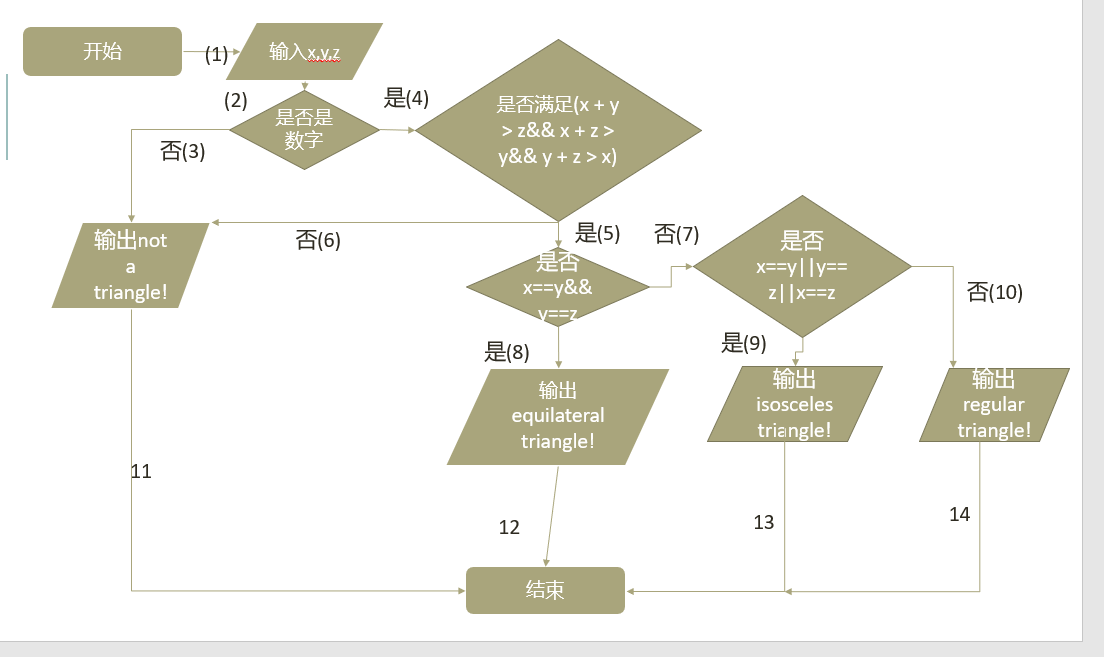 开始
(1)
输入x,y,z
(2)
是否是
数字
否(3)
是(4)
是否满足(x + y
> z&& x + z >
y&& y + z > x)
输出not
a
triangle!
否(6)
是(5)
是否
x==y&&
y==z
否(7)
是否
x==y||y==
z||x==z
否(10)
是(8)
输出
equilateral
triangle!
是(9)
输出
isosceles
triangle!
输出
regular
triangle!
11
12
13
14
结束